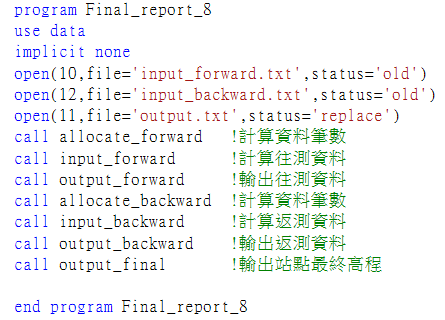 program Final_report_8
use data
implicit none
open(10,file='input_forward.txt',status='old')
open(12,file='input_backward.txt',status='old')
open(11,file='output.txt',status='replace')
call allocate_forward !計算資料筆數
call input_forward !計算往測資料
call output_forward !輸出往測資料
call allocate_backward !計算資料筆數
call input_backward !計算返測資料
call output_backward !輸出返測資料
call output_final !輸出站點最終高程
end program Final_report_8